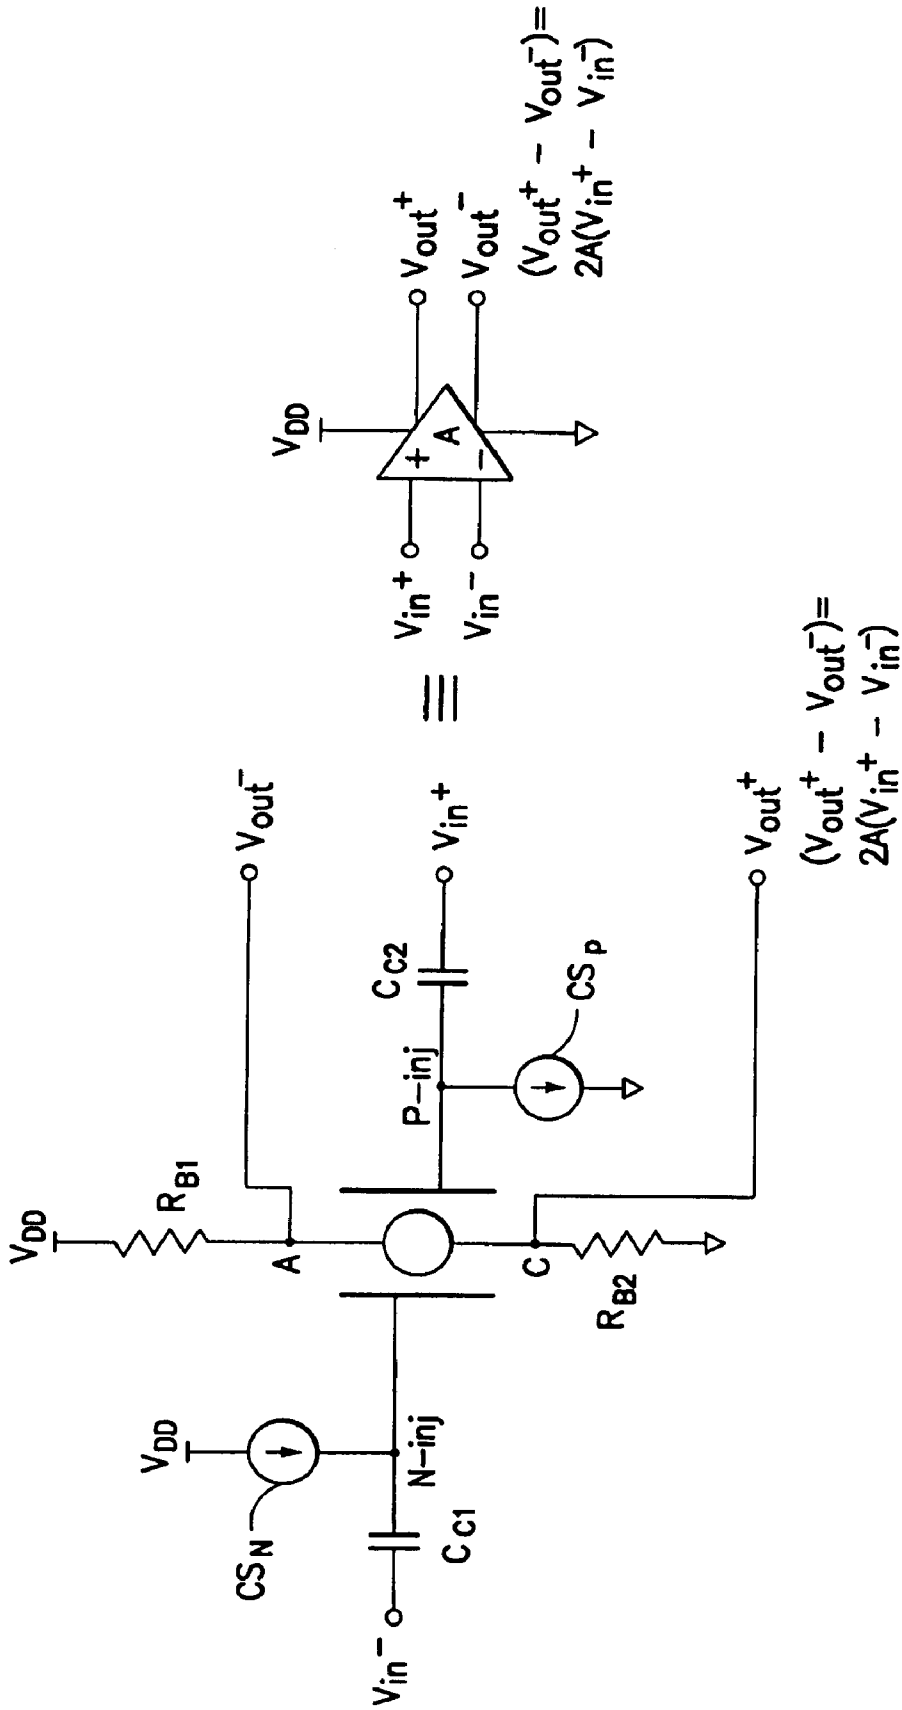 V_DD
R_B1
A
V_out^-
V_DD
CS_N
V_in^-
C_C1
N-inj
P-inj
C_C2
V_in^+
CS_P
C
R_B2
V_out^+
(V_out^+ - V_out^-)=
2A(V_in^+ - V_in^-)
≡
V_DD
V_in^+
V_in^-
+
-
A
V_out^+
V_out^-
(V_out^+ - V_out^-)=
2A(V_in^+ - V_in^-)